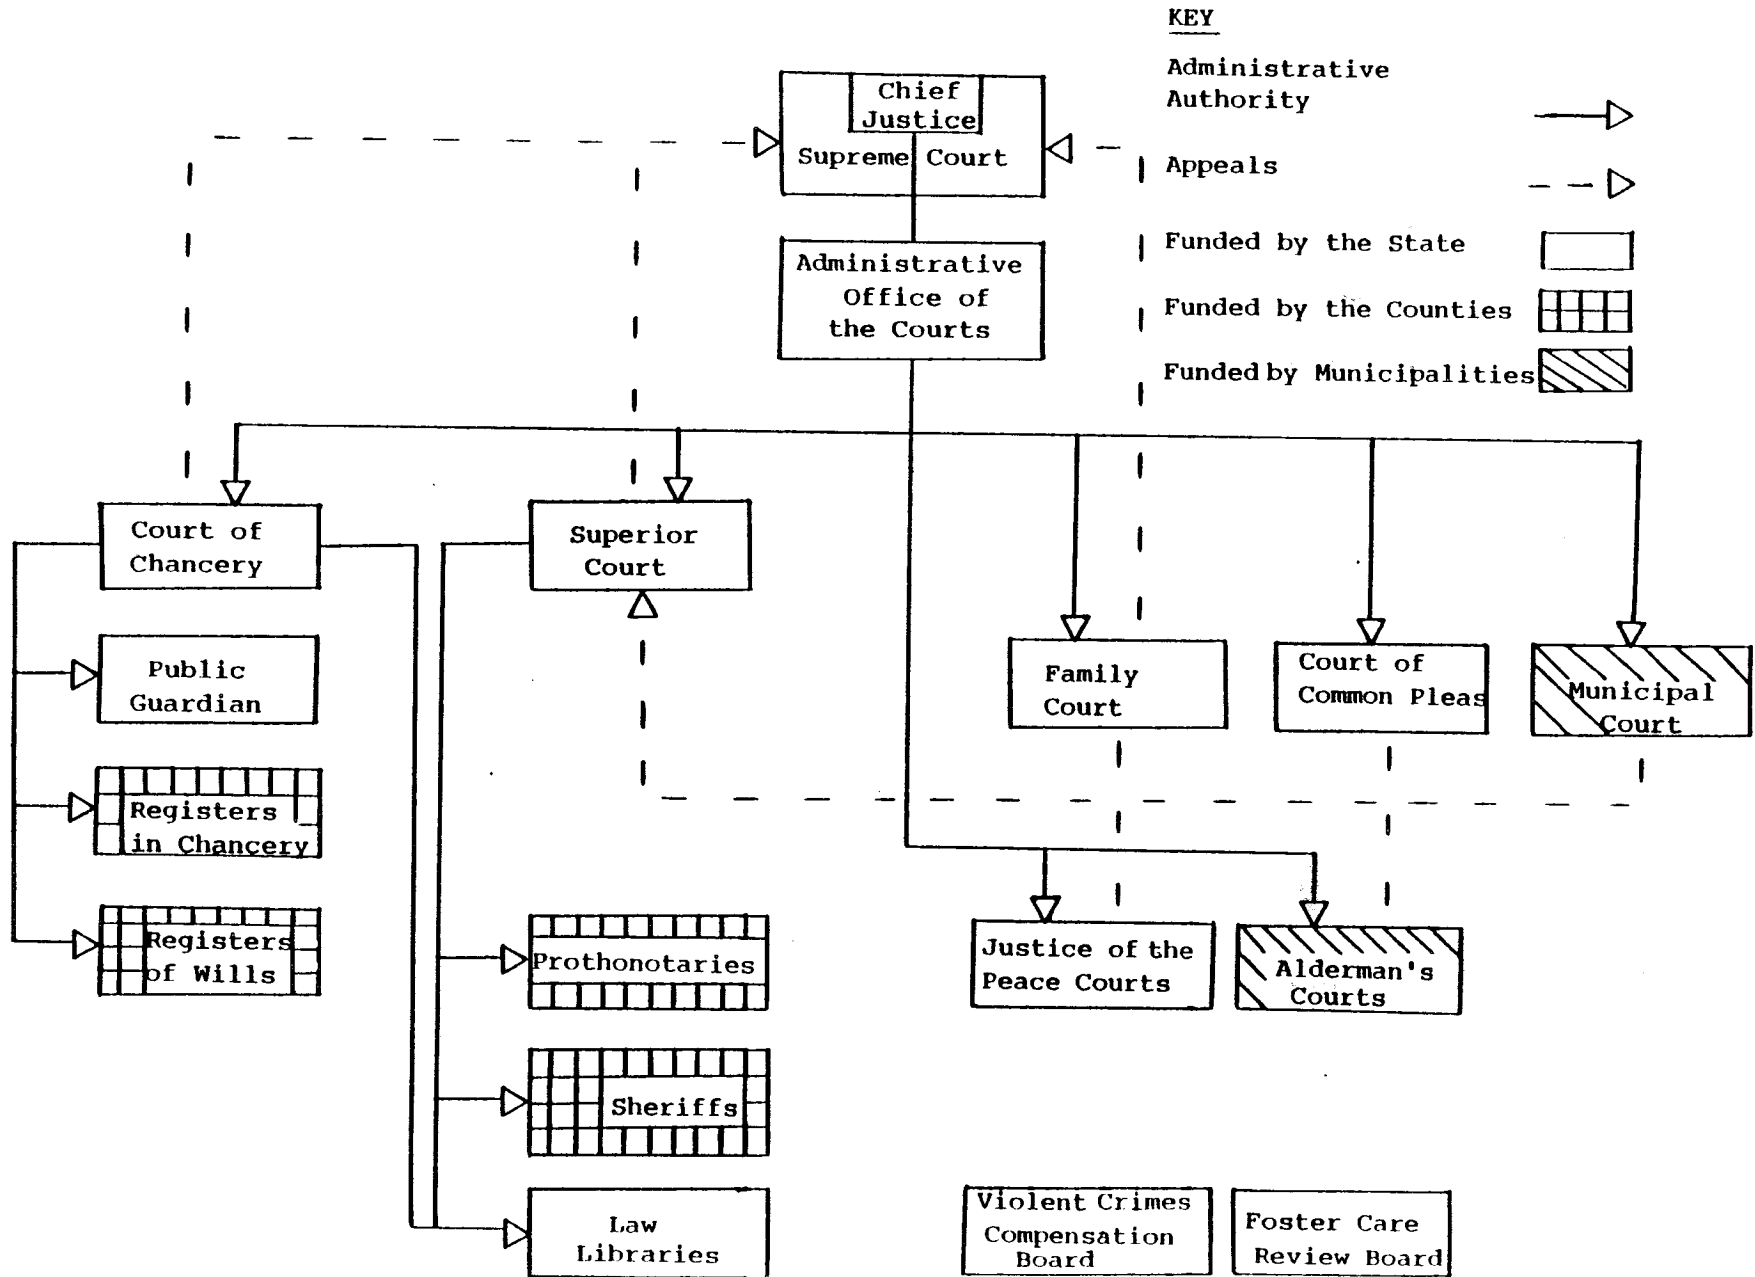 KEY
Administrative
Authority
Appeals
Funded by the State
Funded by the Counties
Funded by Municipalities
Chief
Justice
Supreme Court
Administrative
Office of
the Courts
Court of
Chancery
Superior
Court
Public
Guardian
Family
Court
Court of
Common Pleas
Municipal
Court
Registers
in Chancery
Registers
of Wills
Prothonotaries
Justice of the
Peace Courts
Alderman's
Courts
Sheriffs
Law
Libraries
Violent Crimes
Compensation
Board
Foster Care
Review Board